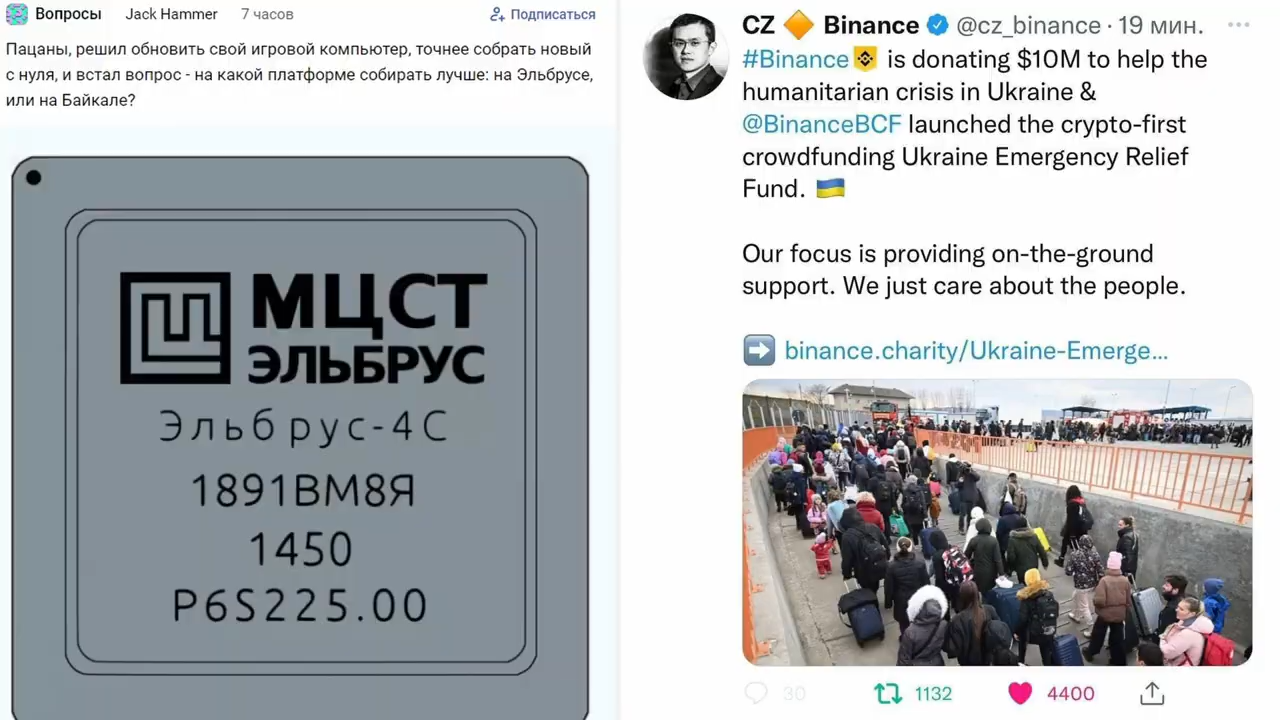 Вопросы Jack Hammer 7 часов Подписаться
Пацаны, решил обновить свой игровой компьютер, точнее собрать новый
с нуля, и встал вопрос - на какой платформе собирать лучше: на Эльбрусе,
или на Байкале?
МЦСТ
ЭЛЬБРУС
Эльбрус-4С
1891ВМ8Я
1450
P6S225.00
CZ 🔶 Binance @cz_binance · 19 мин.
#Binance is donating $10M to help the
humanitarian crisis in Ukraine &
@BinanceBCF launched the crypto-first
crowdfunding Ukraine Emergency Relief
Fund. 🇺🇦
Our focus is providing on-the-ground
support. We just care about the people.
➡️ binance.charity/Ukraine-Emerge...
30 1132 4400